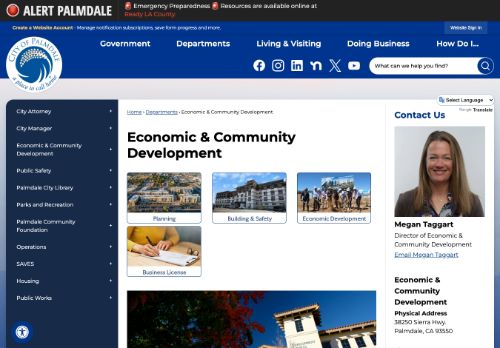 ALERT PALMDALE
🚨 Emergency Preparedness 🚨 Resources are available online at
Ready LA County.
Create a Website Account - Manage notification subscriptions, save form progress and more.
Website Sign In
CITY OF PALMDALE
a place to call home
Government
Departments
Living & Visiting
Doing Business
How Do I...
What can we help you find?
Select Language
Google Translate
City Attorney
City Manager
Economic & Community
Development
Public Safety
Palmdale City Library
Parks and Recreation
Palmdale Community
Foundation
Operations
SAVES
Housing
Public Works
Home › Departments › Economic & Community Development
Economic & Community
Development
Planning
Building & Safety
Economic Development
Business License
Contact Us
Megan Taggart
Director of Economic &
Community Development
Email Megan Taggart
Economic &
Community
Development
Physical Address
38250 Sierra Hwy.
Palmdale, CA 93550